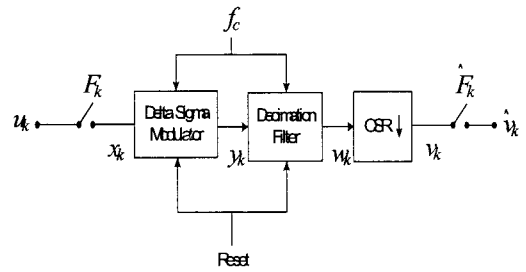 f_c
F_k
F̂_k
u_k
Delta Sigma
Modulator
Decimation
Filter
OSR ↓
v̂_k
x_k
y_k
w_k
v_k
Reset